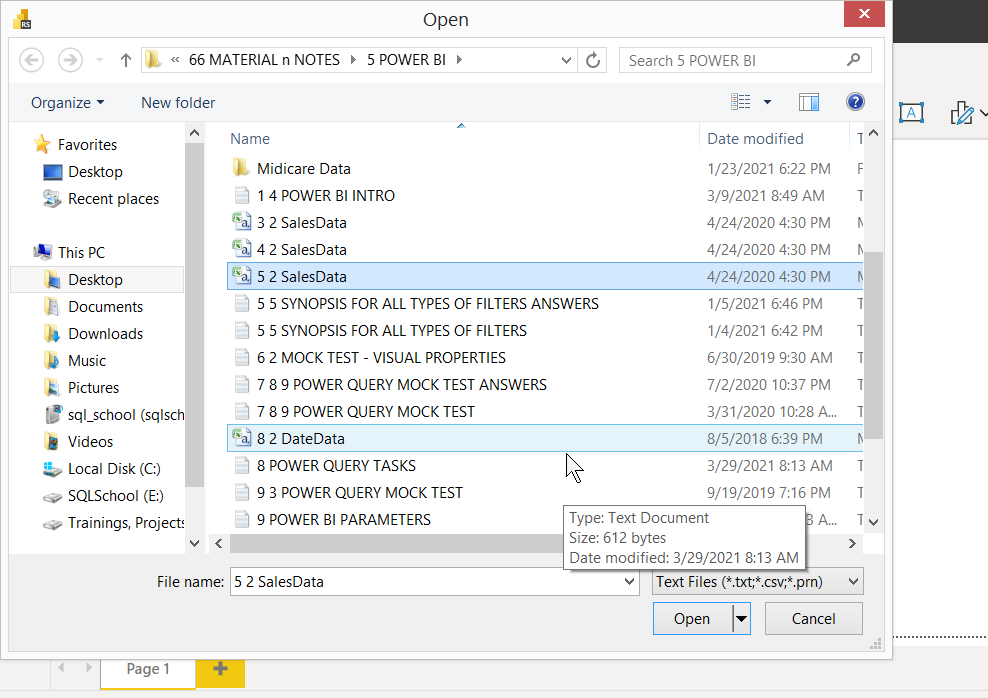 RS
Open
« 66 MATERIAL n NOTES 5 POWER BI
Search 5 POWER BI
Organize New folder
?
A
Name Date modified T
Favorites
Desktop
Recent places
This PC
Desktop
Documents
Downloads
Music
Pictures
sql_school (sqlsch
Videos
Local Disk (C:)
SQLSchool (E:)
Trainings, Projects
Midicare Data 1/23/2021 6:22 PM F
1 4 POWER BI INTRO 3/9/2021 8:49 AM T
3 2 SalesData 4/24/2020 4:30 PM M
4 2 SalesData 4/24/2020 4:30 PM M
5 2 SalesData 4/24/2020 4:30 PM M
5 5 SYNOPSIS FOR ALL TYPES OF FILTERS ANSWERS 1/5/2021 6:46 PM T
5 5 SYNOPSIS FOR ALL TYPES OF FILTERS 1/4/2021 6:42 PM T
6 2 MOCK TEST - VISUAL PROPERTIES 6/30/2019 9:30 AM T
7 8 9 POWER QUERY MOCK TEST ANSWERS 7/2/2020 10:37 PM T
7 8 9 POWER QUERY MOCK TEST 3/31/2020 10:28 A... T
8 2 DateData 8/5/2018 6:39 PM M
8 POWER QUERY TASKS 3/29/2021 8:13 AM T
9 3 POWER QUERY MOCK TEST 9/19/2019 7:16 PM T
9 POWER BI PARAMETERS 3 A... T
Type: Text Document
Size: 612 bytes
Date modified: 3/29/2021 8:13 AM
File name: 5 2 SalesData Text Files (*.txt;*.csv;*.prn)
Open Cancel
Page 1 +